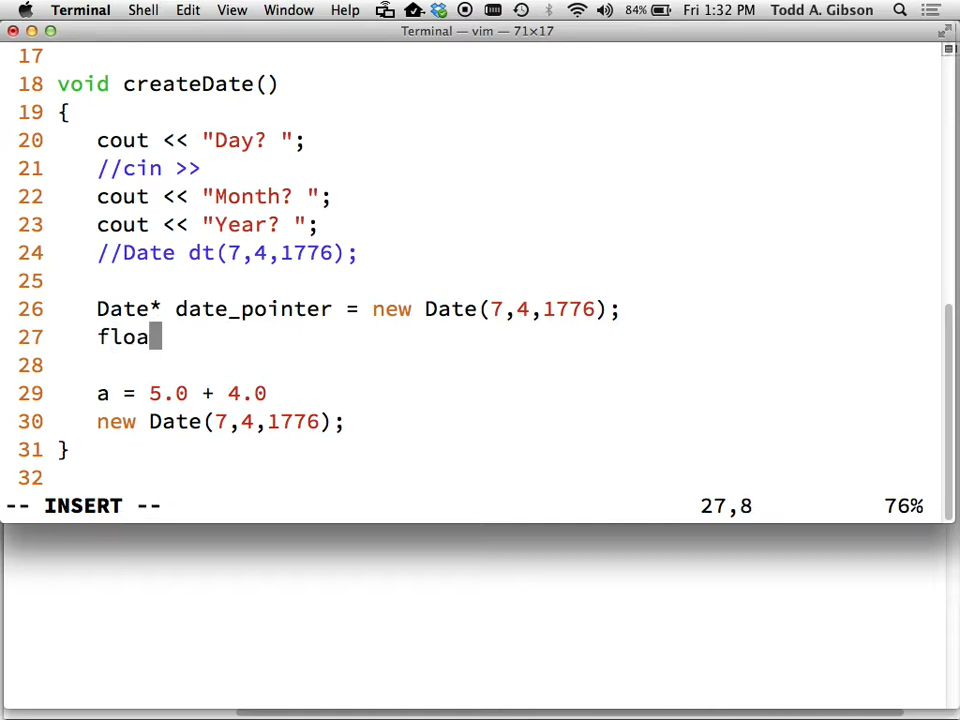 Terminal Shell Edit View Window Help 84% Fri 1:32 PM Todd A. Gibson
Terminal — vim — 71×17
17
18 void createDate()
19 {
20 cout << "Day? ";
21 //cin >>
22 cout << "Month? ";
23 cout << "Year? ";
24 //Date dt(7,4,1776);
25
26 Date* date_pointer = new Date(7,4,1776);
27 floa
28
29 a = 5.0 + 4.0
30 new Date(7,4,1776);
31 }
32
-- INSERT -- 27,8 76%